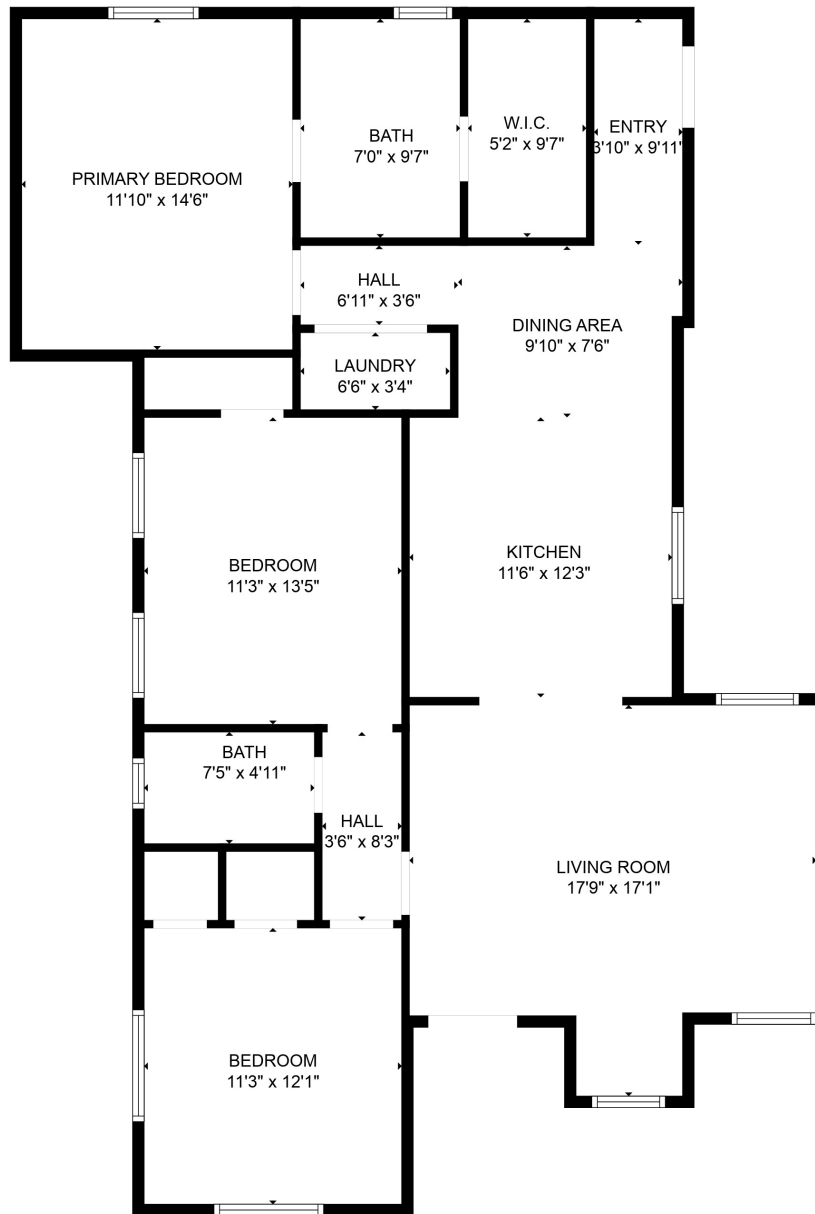 PRIMARY BEDROOM
11'10" x 14'6"
BATH
7'0" x 9'7"
W.I.C.
5'2" x 9'7"
ENTRY
3'10" x 9'11"
HALL
6'11" x 3'6"
DINING AREA
9'10" x 7'6"
LAUNDRY
6'6" x 3'4"
BEDROOM
11'3" x 13'5"
KITCHEN
11'6" x 12'3"
BATH
7'5" x 4'11"
HALL
3'6" x 8'3"
LIVING ROOM
17'9" x 17'1"
BEDROOM
11'3" x 12'1"